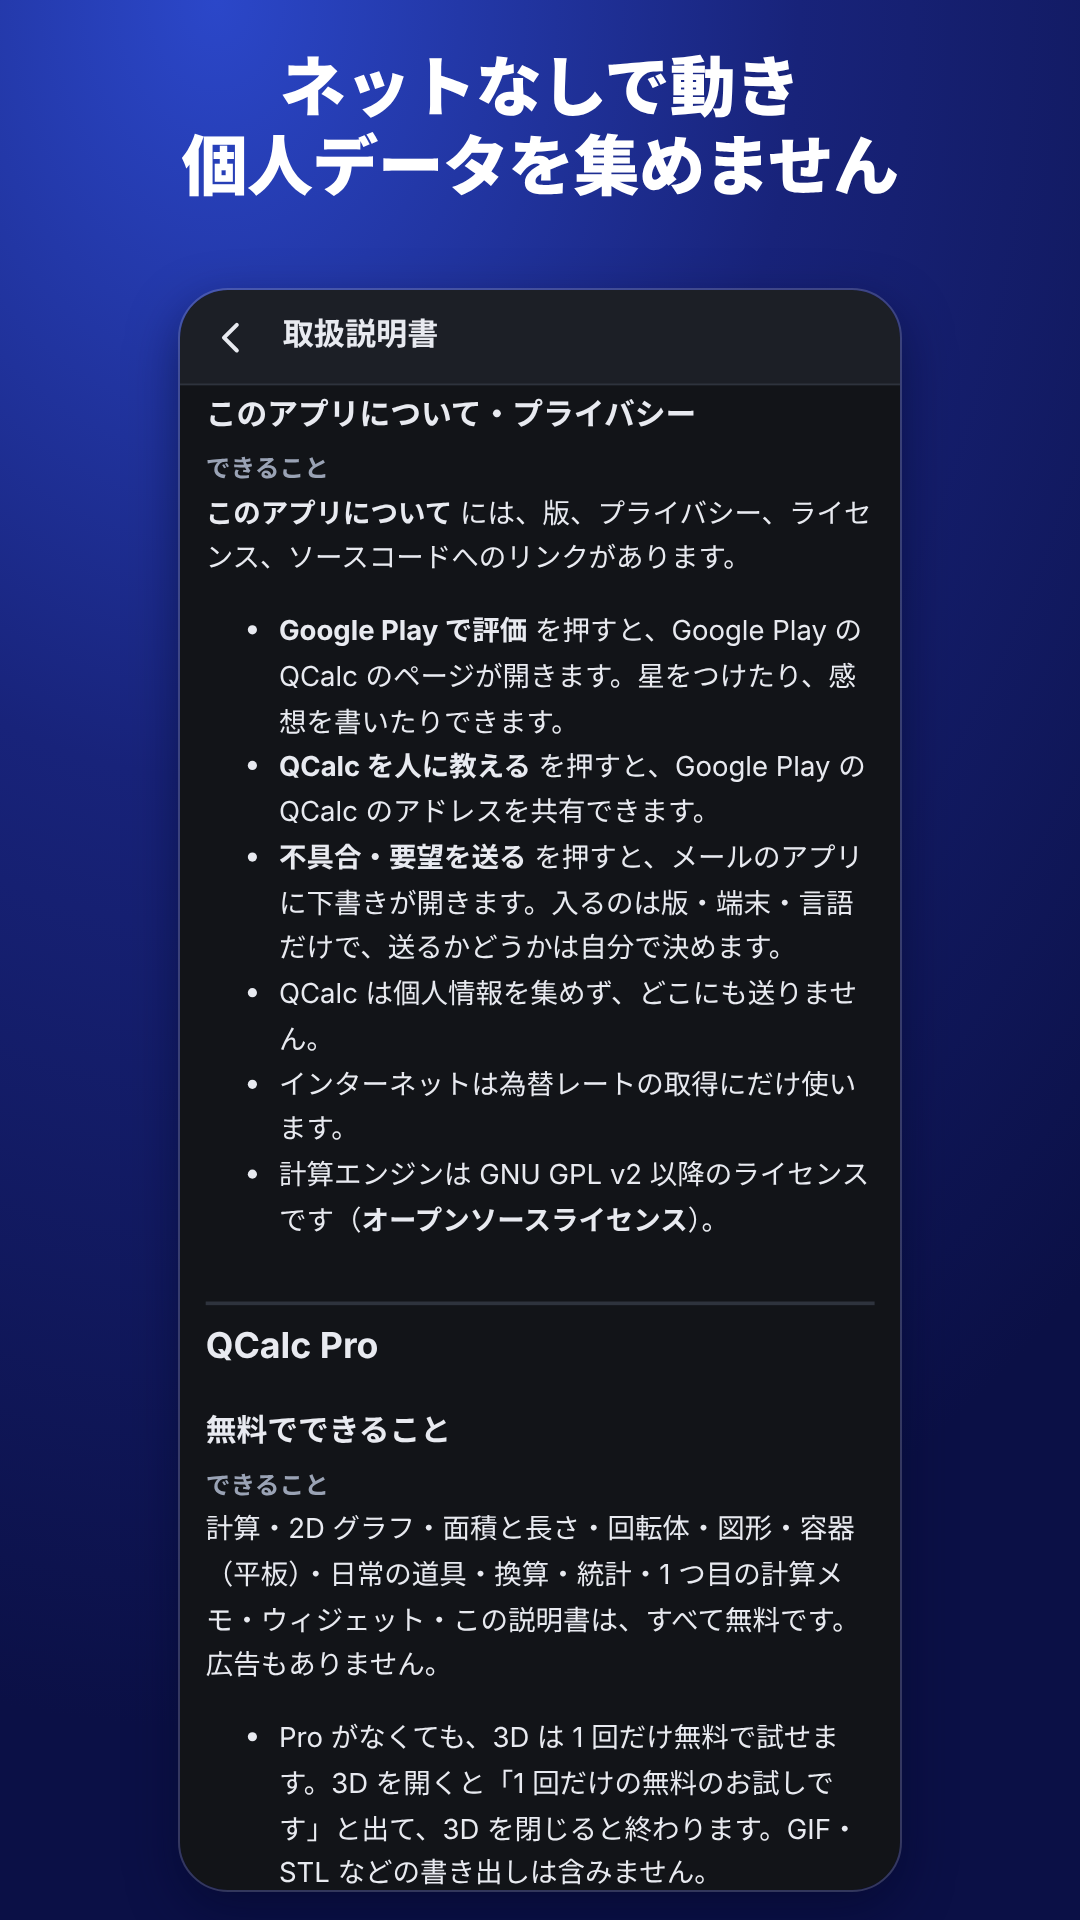 ネットなしで動き
個人データを集めません
取扱説明書
このアプリについて・プライバシー
できること
このアプリについて には、版、プライバシー、ライセ
ンス、ソースコードへのリンクがあります。
• Google Play で評価 を押すと、Google Play の
QCalc のページが開きます。星をつけたり、感
想を書いたりできます。
• QCalc を人に教える を押すと、Google Play の
QCalc のアドレスを共有できます。
• 不具合・要望を送る を押すと、メールのアプリ
に下書きが開きます。入るのは版・端末・言語
だけで、送るかどうかは自分で決めます。
• QCalc は個人情報を集めず、どこにも送りませ
ん。
• インターネットは為替レートの取得にだけ使い
ます。
• 計算エンジンは GNU GPL v2 以降のライセンス
です（オープンソースライセンス）。
QCalc Pro
無料でできること
できること
計算・2D グラフ・面積と長さ・回転体・図形・容器
（平板）・日常の道具・換算・統計・1 つ目の計算メ
モ・ウィジェット・この説明書は、すべて無料です。
広告もありません。
• Pro がなくても、3D は 1 回だけ無料で試せま
す。3D を開くと「1 回だけの無料のお試しで
す」と出て、3D を閉じると終わります。GIF・
STL などの書き出しは含みません。